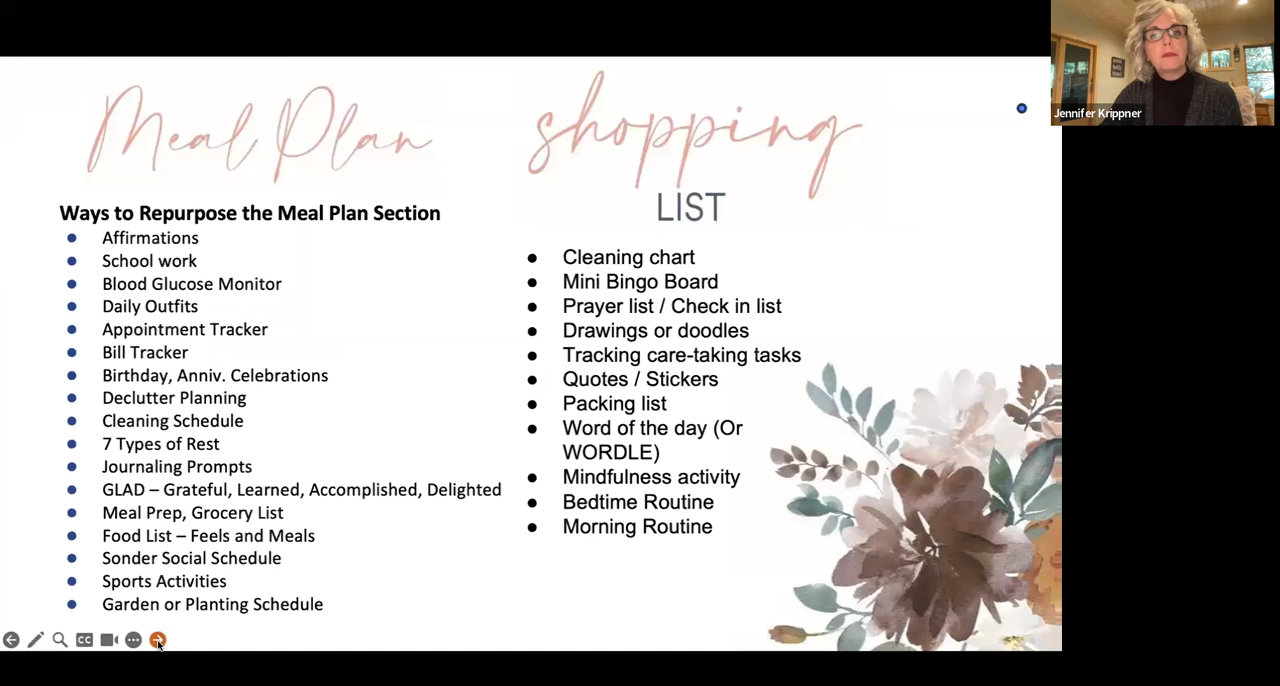 Meal Plan
Ways to Repurpose the Meal Plan Section
Affirmations
School work
Blood Glucose Monitor
Daily Outfits
Appointment Tracker
Bill Tracker
Birthday, Anniv. Celebrations
Declutter Planning
Cleaning Schedule
7 Types of Rest
Journaling Prompts
GLAD – Grateful, Learned, Accomplished, Delighted
Meal Prep, Grocery List
Food List – Feels and Meals
Sonder Social Schedule
Sports Activities
Garden or Planting Schedule
shopping
LIST
Cleaning chart
Mini Bingo Board
Prayer list / Check in list
Drawings or doodles
Tracking care-taking tasks
Quotes / Stickers
Packing list
Word of the day (Or
WORDLE)
Mindfulness activity
Bedtime Routine
Morning Routine
Jennifer Krippner
CC